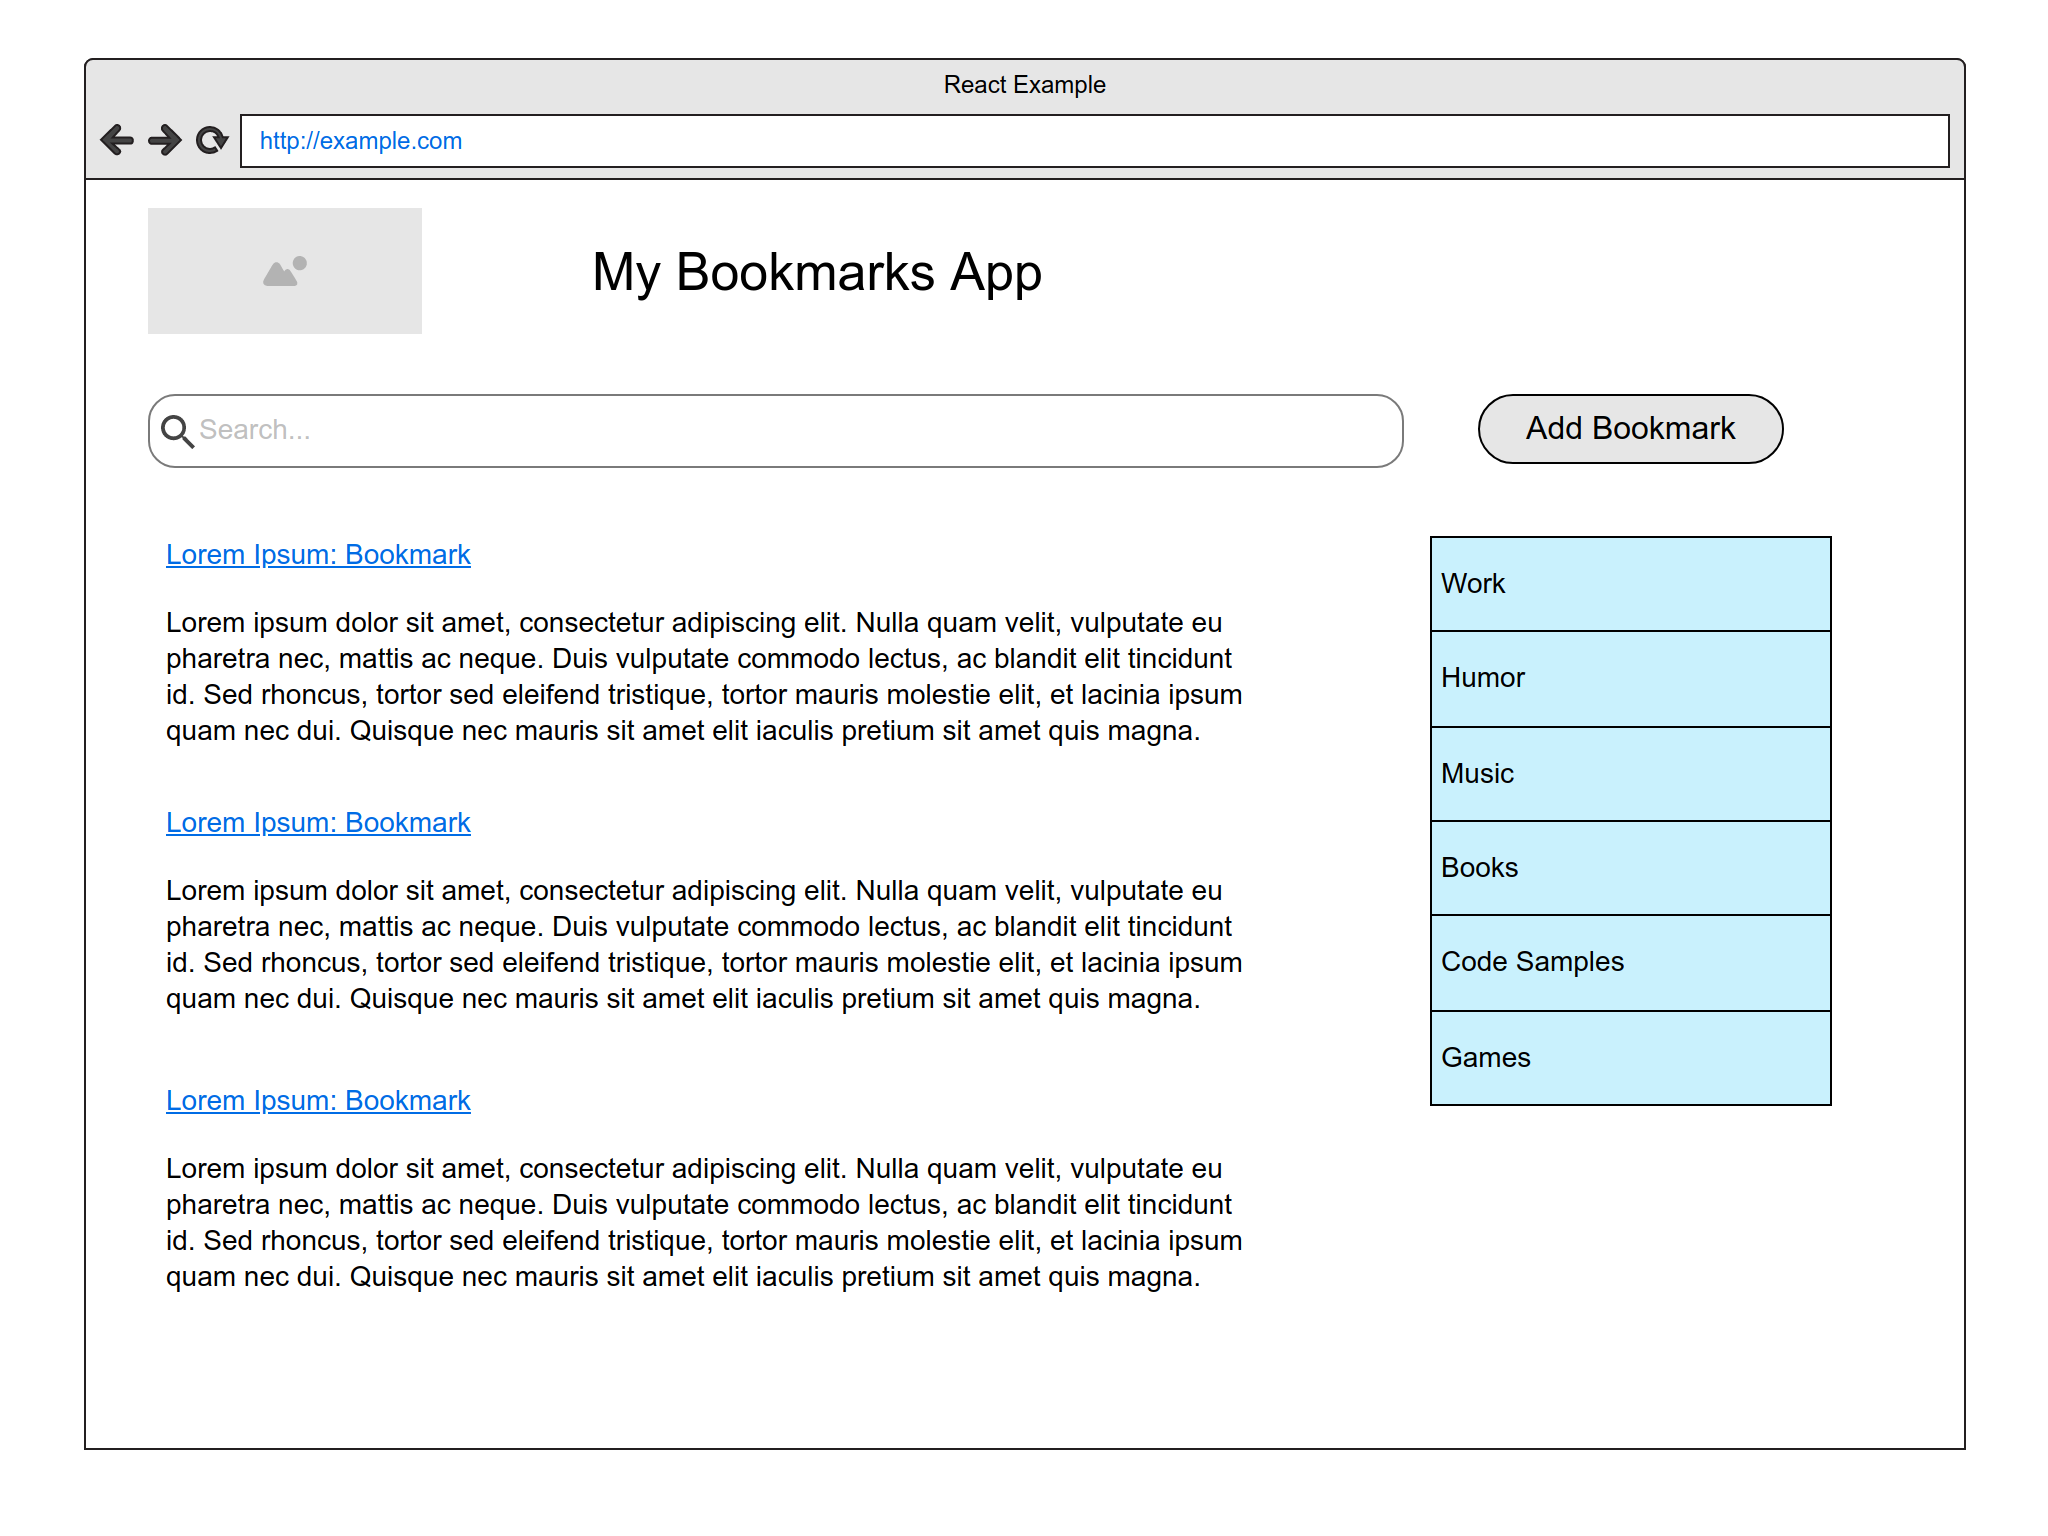 React Example
http://example.com
My Bookmarks App
Search...
Add Bookmark
Lorem Ipsum: Bookmark
Lorem ipsum dolor sit amet, consectetur adipiscing elit. Nulla quam velit, vulputate eu
pharetra nec, mattis ac neque. Duis vulputate commodo lectus, ac blandit elit tincidunt
id. Sed rhoncus, tortor sed eleifend tristique, tortor mauris molestie elit, et lacinia ipsum
quam nec dui. Quisque nec mauris sit amet elit iaculis pretium sit amet quis magna.
Lorem Ipsum: Bookmark
Lorem ipsum dolor sit amet, consectetur adipiscing elit. Nulla quam velit, vulputate eu
pharetra nec, mattis ac neque. Duis vulputate commodo lectus, ac blandit elit tincidunt
id. Sed rhoncus, tortor sed eleifend tristique, tortor mauris molestie elit, et lacinia ipsum
quam nec dui. Quisque nec mauris sit amet elit iaculis pretium sit amet quis magna.
Lorem Ipsum: Bookmark
Lorem ipsum dolor sit amet, consectetur adipiscing elit. Nulla quam velit, vulputate eu
pharetra nec, mattis ac neque. Duis vulputate commodo lectus, ac blandit elit tincidunt
id. Sed rhoncus, tortor sed eleifend tristique, tortor mauris molestie elit, et lacinia ipsum
quam nec dui. Quisque nec mauris sit amet elit iaculis pretium sit amet quis magna.
Work
Humor
Music
Books
Code Samples
Games